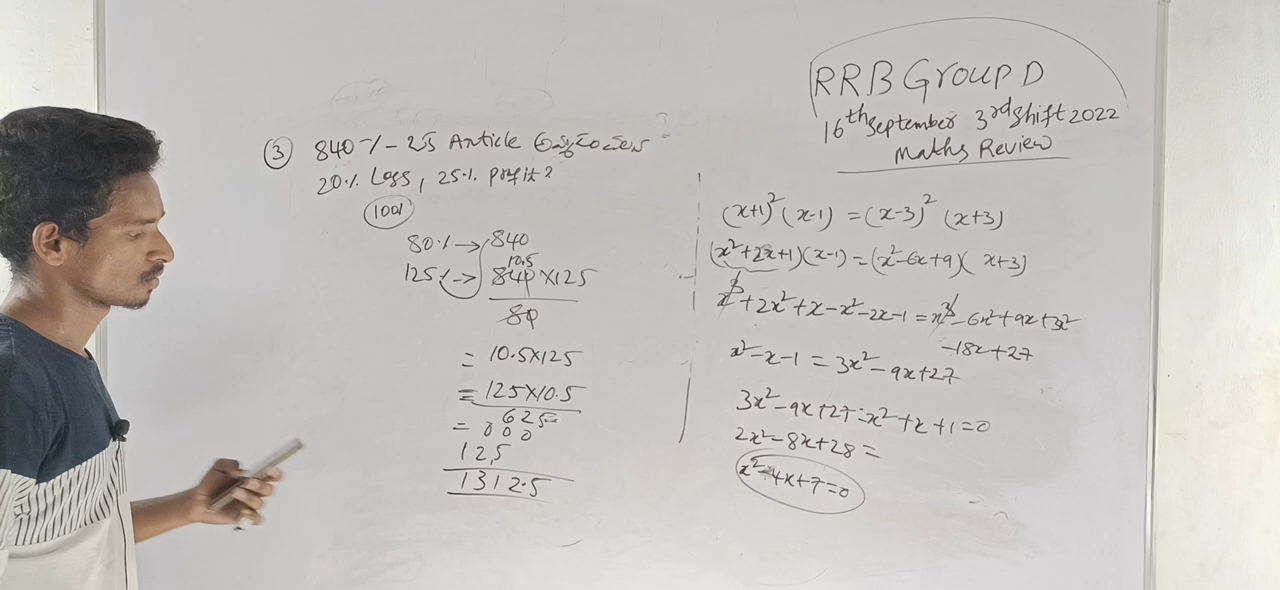 RRB Group D
16th September 3rd Shift 2022
Maths Review
③ 840/- Article
20% Loss, 25% profit?
100%
80% → 840
10.5
125% → 840 × 125
80
= 10.5×125
= 125×10.5
= 625
000
125
1312.5
(x+1)² (x-1) = (x-3)² (x+3)
(x²+2x+1)(x-1) = (x²-6x+9)(x+3)
x³+2x²+x-x²-2x-1 = x³-6x²+9x+3x²
-18x+27
x²-x-1 = 3x²-9x+27
3x²-9x+27-x²+x+1=0
2x²-8x+28=
x²-4x+7=0